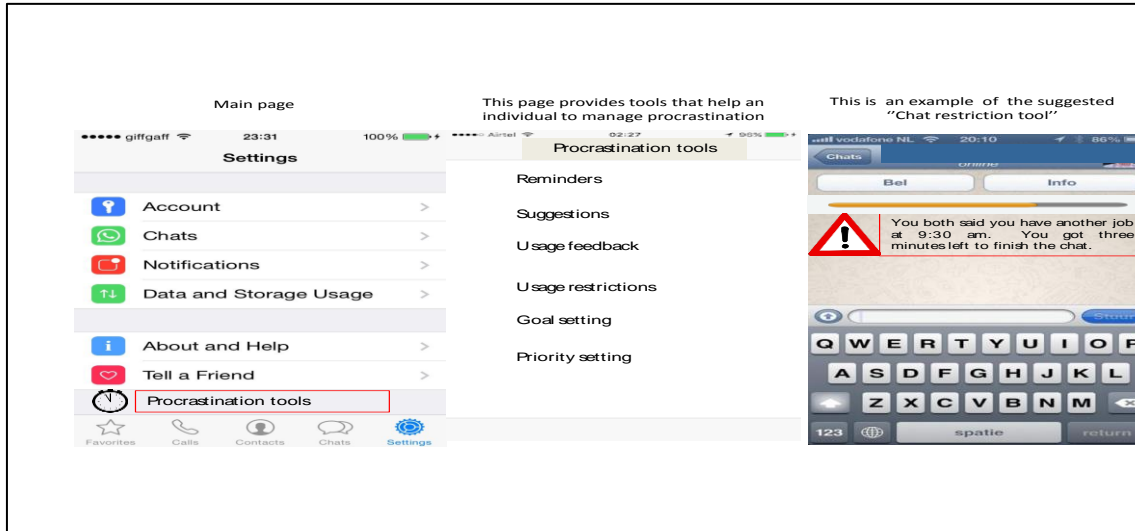 Main page
giffgaff 23:31 100%
Settings
Account
Chats
Notifications
Data and Storage Usage
About and Help
Tell a Friend
Procrastination tools
Favorites Calls Contacts Chats Settings
This page provides tools that help an
individual to manage procrastination
Airtel 02:27 90%
Procrastination tools
Reminders
Suggestions
Usage feedback
Usage restrictions
Goal setting
Priority setting
This is an example of the suggested
‘’Chat restriction tool’’
vodafone NL 20:10 86%
Chats
online
Bel Info
You both said you have another job
at 9:30 am. You got three
minutes left to finish the chat.
Stuur
Q W E R T Y U I O P
A S D F G H J K L
Z X C V B N M
123 spatie return